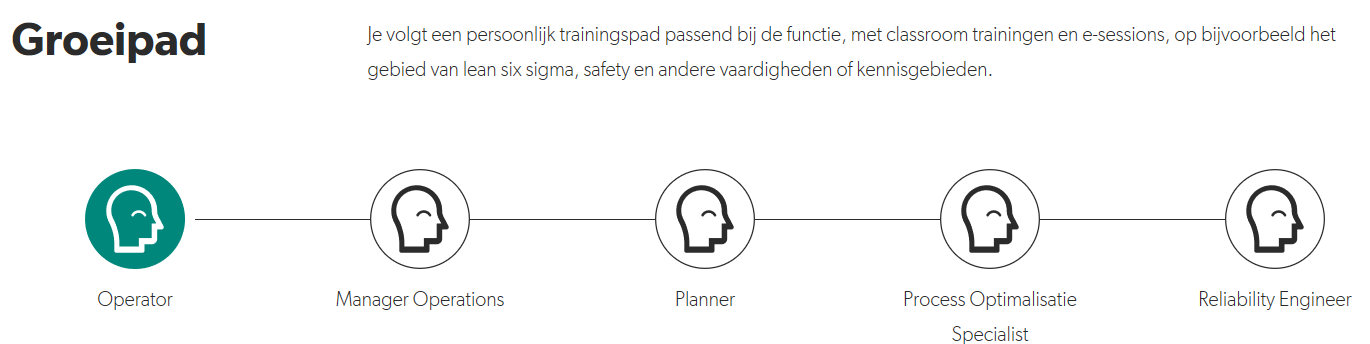 Groeipad
Je volgt een persoonlijk trainingspad passend bij de functie, met classroom trainingen en e-sessions, op bijvoorbeeld het
gebied van lean six sigma, safety en andere vaardigheden of kennisgebieden.
Operator
Manager Operations
Planner
Process Optimalisatie
Specialist
Reliability Engineer